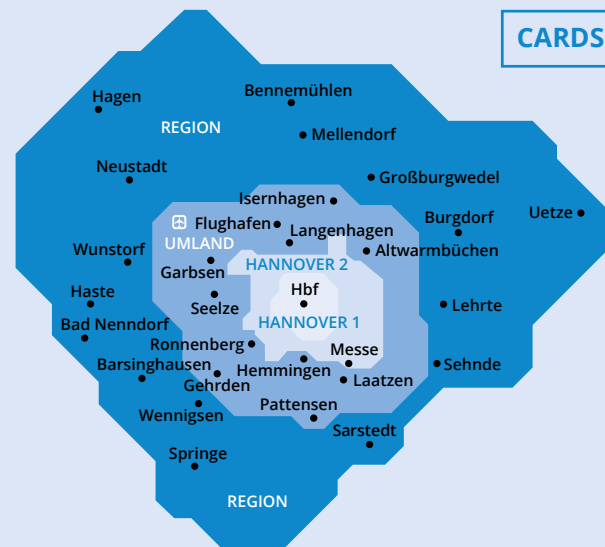 CARDS
Hagen
Bennemühlen
REGION
Mellendorf
Neustadt
Großburgwedel
Isernhagen
Uetze
Flughafen
Burgdorf
Langenhagen
UMLAND
Wunstorf
Altwarmbüchen
Garbsen
HANNOVER 2
Hbf
Haste
Seelze
Lehrte
Bad Nenndorf
HANNOVER 1
Ronnenberg
Messe
Barsinghausen
Hemmingen
Sehnde
Gehrden
Laatzen
Wennigsen
Pattensen
Sarstedt
Springe
REGION